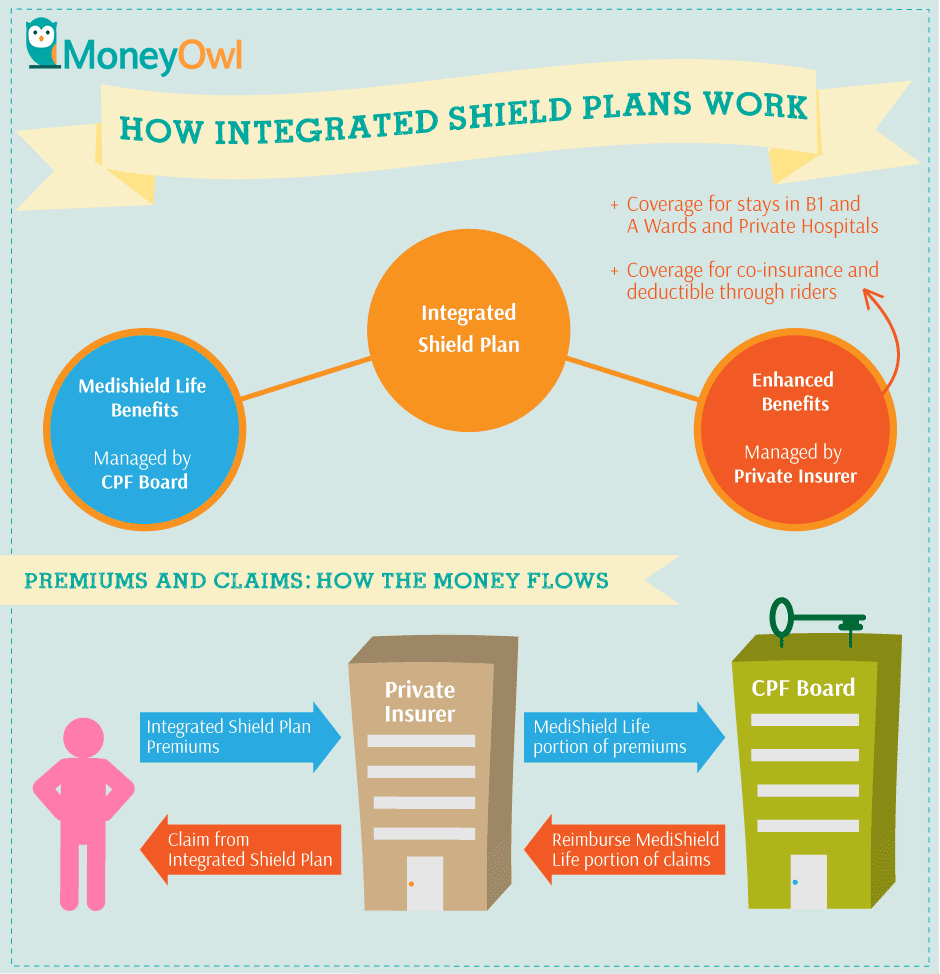 MoneyOwl
HOW INTEGRATED SHIELD PLANS WORK
+ Coverage for stays in B1 and
A Wards and Private Hospitals
+ Coverage for co-insurance and
deductible through riders
Integrated
Shield Plan
Medishield Life
Benefits
Managed by
CPF Board
Enhanced
Benefits
Managed by
Private Insurer
PREMIUMS AND CLAIMS: HOW THE MONEY FLOWS
Private
Insurer
CPF Board
Integrated Shield Plan
Premiums
MediShield Life
portion of premiums
Claim from
Integrated Shield Plan
Reimburse MediShield
Life portion of claims